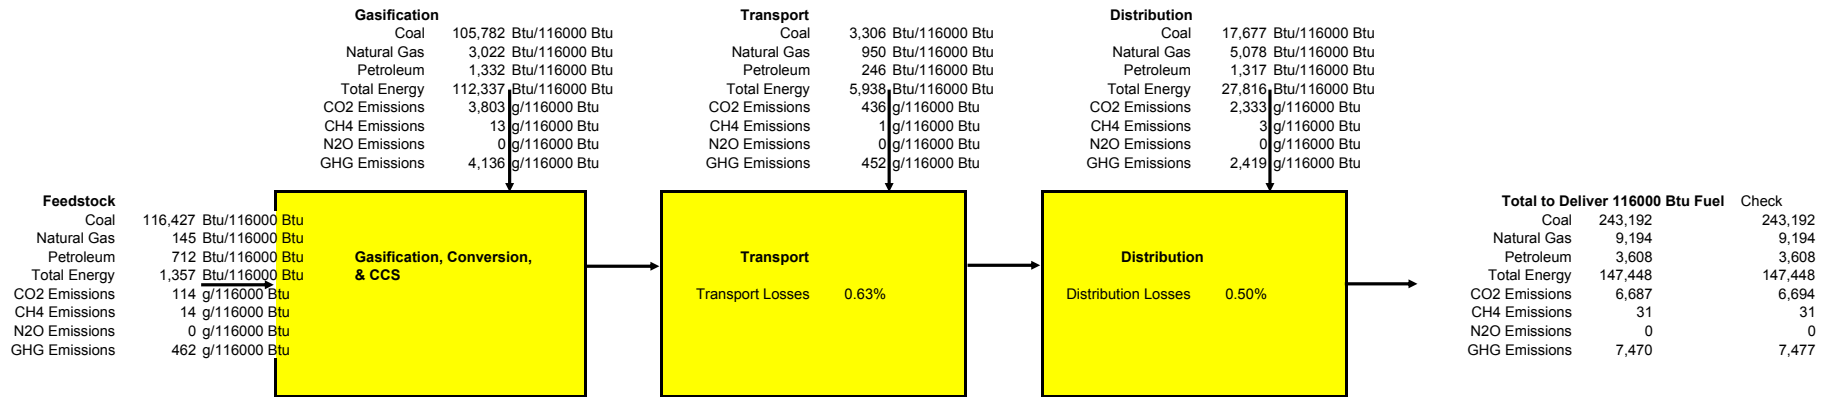 Gasification
Coal 105,782 Btu/116000 Btu
Natural Gas 3,022 Btu/116000 Btu
Petroleum 1,332 Btu/116000 Btu
Total Energy 112,337 Btu/116000 Btu
CO2 Emissions 3,803 g/116000 Btu
CH4 Emissions 13 g/116000 Btu
N2O Emissions 0 g/116000 Btu
GHG Emissions 4,136 g/116000 Btu
Transport
Coal 3,306 Btu/116000 Btu
Natural Gas 950 Btu/116000 Btu
Petroleum 246 Btu/116000 Btu
Total Energy 5,938 Btu/116000 Btu
CO2 Emissions 436 g/116000 Btu
CH4 Emissions 1 g/116000 Btu
N2O Emissions 0 g/116000 Btu
GHG Emissions 452 g/116000 Btu
Distribution
Coal 17,677 Btu/116000 Btu
Natural Gas 5,078 Btu/116000 Btu
Petroleum 1,317 Btu/116000 Btu
Total Energy 27,816 Btu/116000 Btu
CO2 Emissions 2,333 g/116000 Btu
CH4 Emissions 3 g/116000 Btu
N2O Emissions 0 g/116000 Btu
GHG Emissions 2,419 g/116000 Btu
Feedstock
Coal 116,427 Btu/116000 Btu
Natural Gas 145 Btu/116000 Btu
Petroleum 712 Btu/116000 Btu
Total Energy 1,357 Btu/116000 Btu
CO2 Emissions 114 g/116000 Btu
CH4 Emissions 14 g/116000 Btu
N2O Emissions 0 g/116000 Btu
GHG Emissions 462 g/116000 Btu
Gasification, Conversion,
& CCS
Transport
Transport Losses 0.63%
Distribution
Distribution Losses 0.50%
Total to Deliver 116000 Btu Fuel Check
Coal 243,192 243,192
Natural Gas 9,194 9,194
Petroleum 3,608 3,608
Total Energy 147,448 147,448
CO2 Emissions 6,687 6,694
CH4 Emissions 31 31
N2O Emissions 0 0
GHG Emissions 7,470 7,477